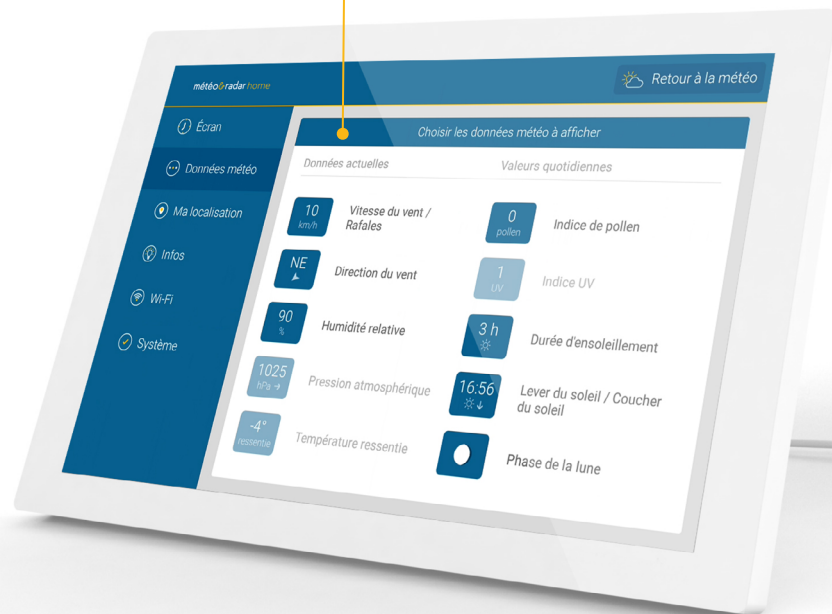 météo&radar home
Retour à la météo
Écran
Données météo
Ma localisation
Infos
Wi-Fi
Système
Choisir les données météo à afficher
Données actuelles
Valeurs quotidiennes
10
km/h
Vitesse du vent /
Rafales
NE
Direction du vent
90
%
Humidité relative
1025
hPa
Pression atmosphérique
-4°
ressentie
Température ressentie
0
pollen
Indice de pollen
1
UV
Indice UV
3 h
Durée d'ensoleillement
16:56
Lever du soleil / Coucher
du soleil
Phase de la lune